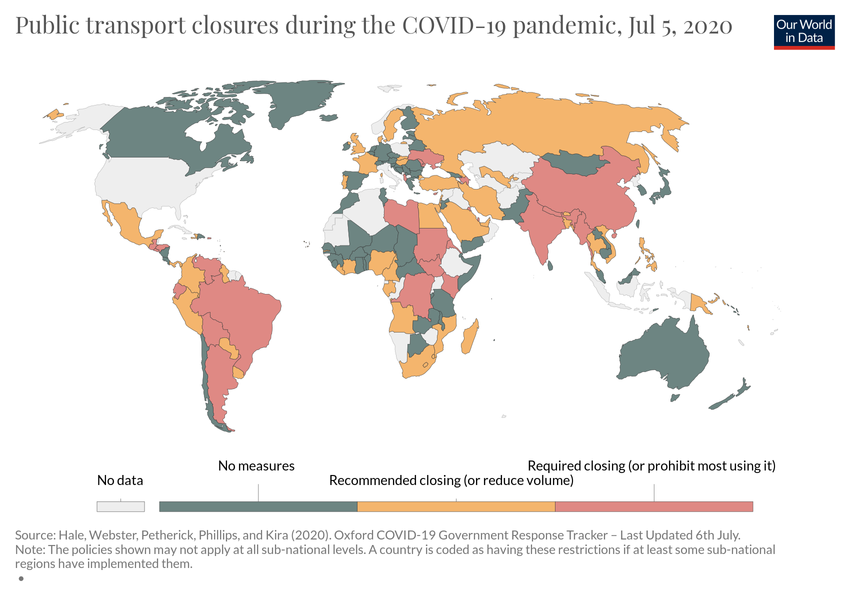 Public transport closures during the COVID-19 pandemic, Jul 5, 2020
Our World
in Data
No data
No measures
Recommended closing (or reduce volume)
Required closing (or prohibit most using it)
Source: Hale, Webster, Petherick, Phillips, and Kira (2020). Oxford COVID-19 Government Response Tracker – Last Updated 6th July.
Note: The policies shown may not apply at all sub-national levels. A country is coded as having these restrictions if at least some sub-national
regions have implemented them.